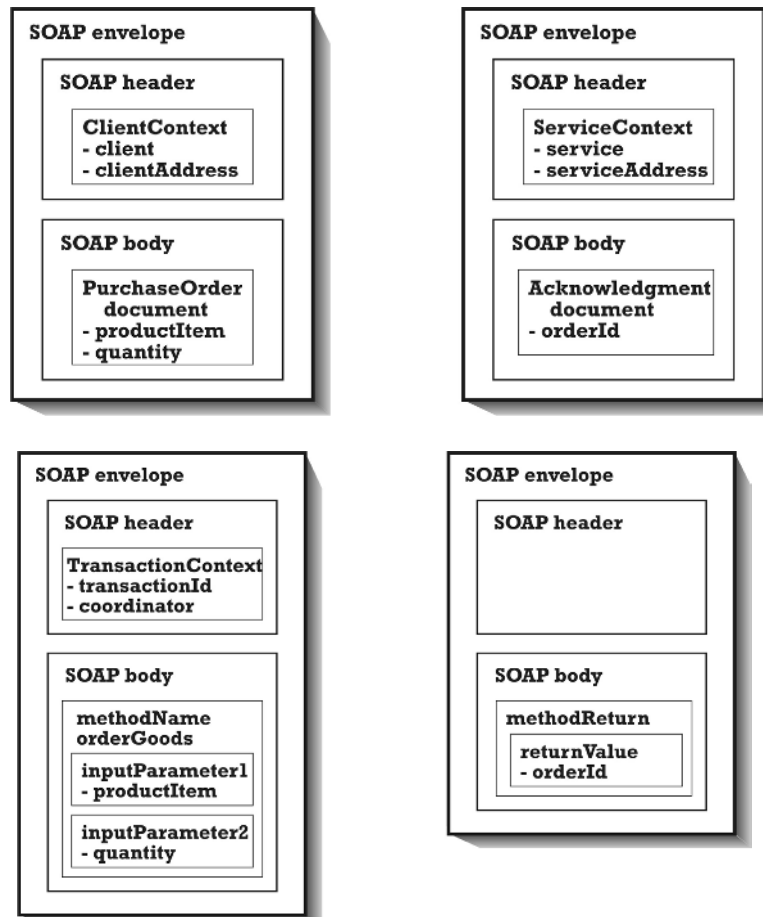 SOAP envelope
SOAP header
ClientContext
- client
- clientAddress
SOAP body
PurchaseOrder
document
- productItem
- quantity
SOAP envelope
SOAP header
ServiceContext
- service
- serviceAddress
SOAP body
Acknowledgment
document
- orderId
SOAP envelope
SOAP header
TransactionContext
- transactionId
- coordinator
SOAP body
methodName
orderGoods
inputParameter1
- productItem
inputParameter2
- quantity
SOAP envelope
SOAP header
SOAP body
methodReturn
returnValue
- orderId